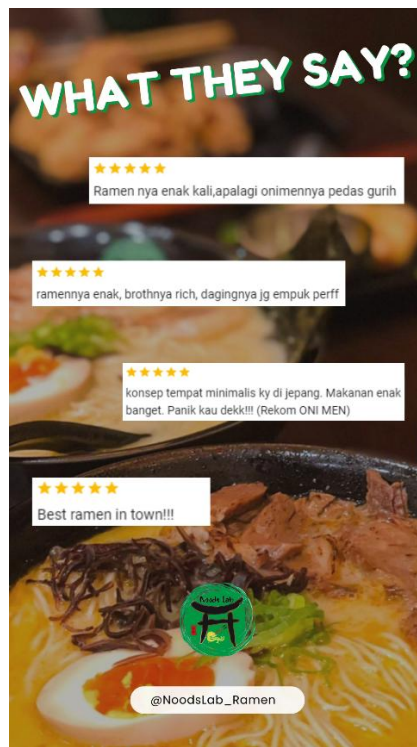 WHAT THEY SAY?
Ramen nya enak kali,apalagi onimennya pedas gurih
ramennya enak, brothnya rich, dagingnya jg empuk perff
konsep tempat minimalis ky di jepang. Makanan enak
banget. Panik kau dekk!!! (Rekom ONI MEN)
Best ramen in town!!!
Noods Lab
@NoodsLab_Ramen